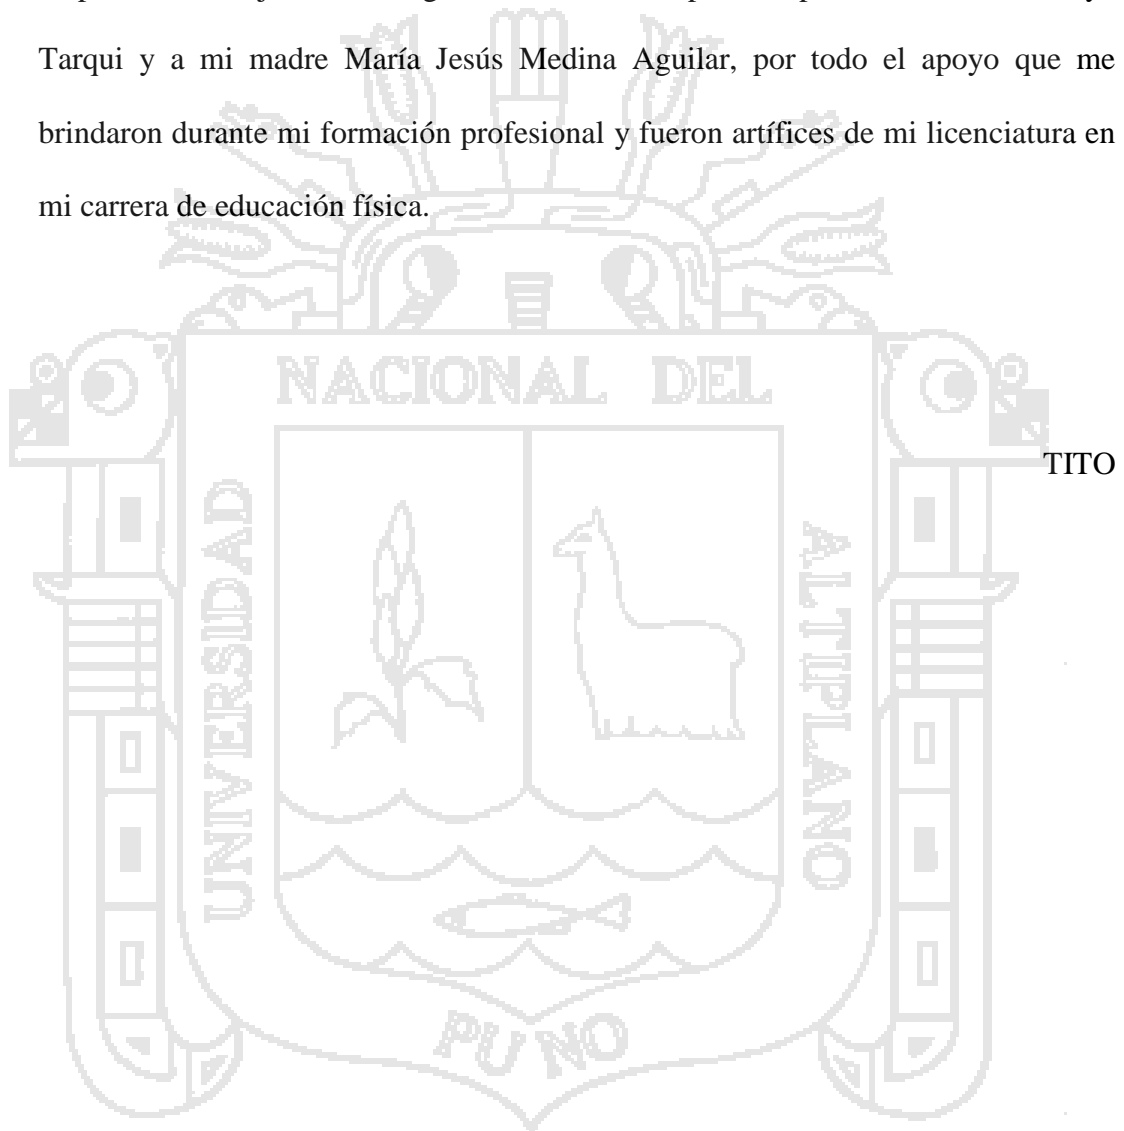 Tarqui y a mi madre María Jesús Medina Aguilar, por todo el apoyo que me
brindaron durante mi formación profesional y fueron artífices de mi licenciatura en
mi carrera de educación física.
NACIONAL DEL
TITO
UNIVERSIDAD
ALTIPLANO
PUNO